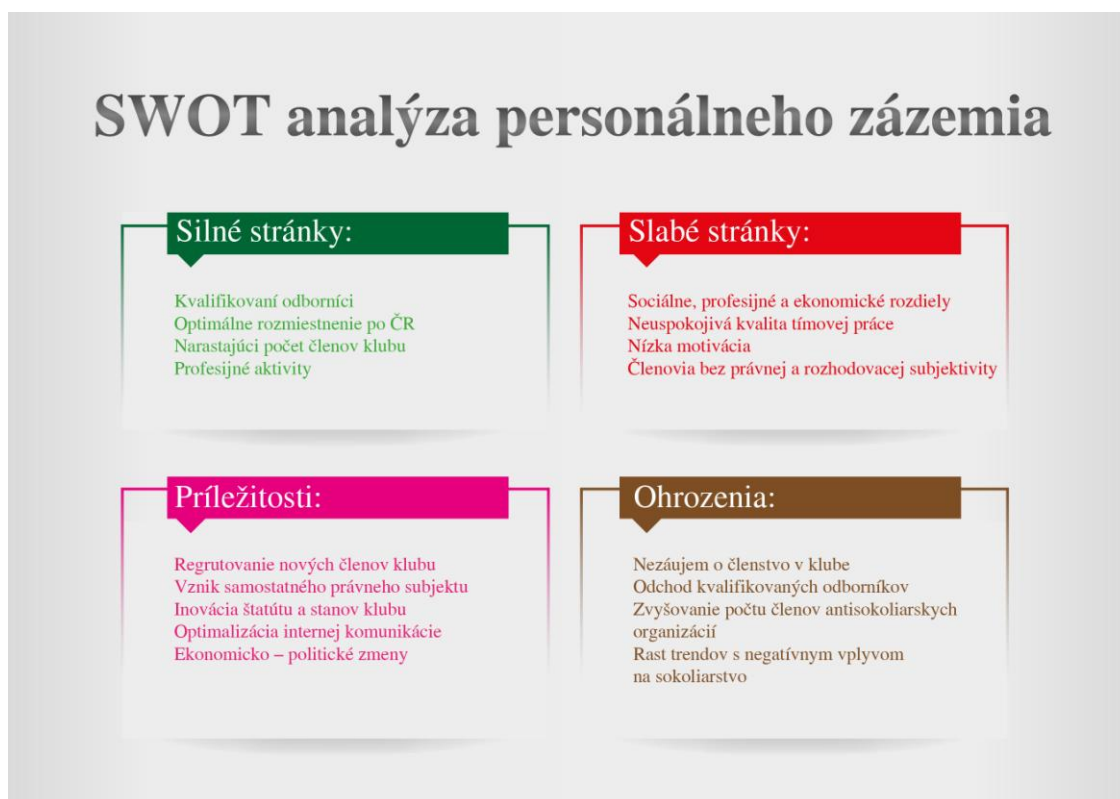 SWOT analýza personálneho zázemia
Silné stránky:
Kvalifikovaní odborníci
Optimálne rozmiestnenie po ČR
Narastajúci počet členov klubu
Profesijné aktivity
Slabé stránky:
Sociálne, profesijné a ekonomické rozdiely
Neuspokojivá kvalita tímovej práce
Nízka motivácia
Členovia bez právnej a rozhodovacej subjektivity
Príležitosti:
Regrutovanie nových členov klubu
Vznik samostatného právneho subjektu
Inovácia štatútu a stanov klubu
Optimalizácia internej komunikácie
Ekonomicko – politické zmeny
Ohrozenia:
Nezáujem o členstvo v klube
Odchod kvalifikovaných odborníkov
Zvyšovanie počtu členov antisokoliarskych
organizácií
Rast trendov s negatívnym vplyvom
na sokoliarstvo